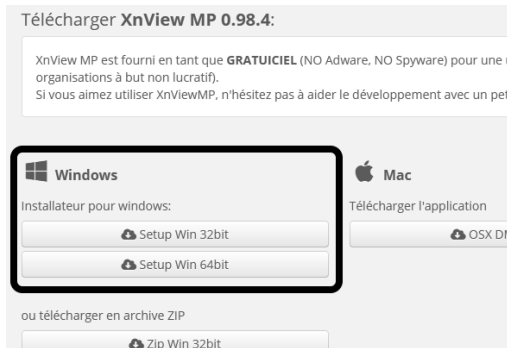 Télécharger XnView MP 0.98.4:
XnView MP est fourni en tant que GRATUICIEL (NO Adware, NO Spyware) pour une
organisations à but non lucratif).
Si vous aimez utiliser XnViewMP, n'hésitez pas à aider le développement avec un
Windows
Installateur pour windows:
Setup Win 32bit
Setup Win 64bit
ou télécharger en archive ZIP
Zip Win 32bit
Mac
Télécharger l'application
OSX